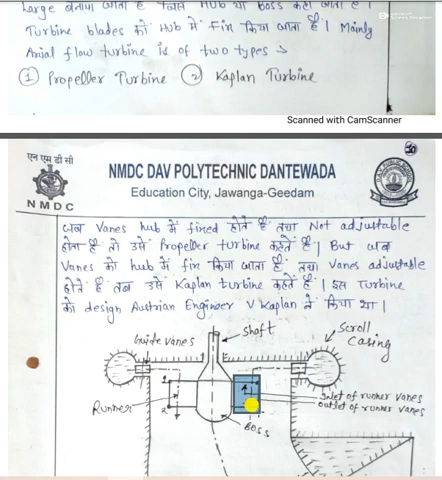 Large बनाया जाता है जिसे Hub या Boss कहा जाता है।
Turbine blades को Hub में Fix किया जाता है। Mainly
Axial flow turbine is of two types →
① Propeller Turbine ② Kaplan Turbine
Scanned with CamScanner
एन एम डी सी
NMDC
NMDC DAV POLYTECHNIC DANTEWADA
Education City, Jawanga-Geedam
जब Vanes hub में fixed होते हैं तथा Not adjustable
होता है तो उसे Propeller turbine कहते हैं। But जब
Vanes को hub में fix किया जाता है तथा Vanes adjustable
होते हैं तब उसे Kaplan turbine कहते हैं। इस Turbine
को design Austrian Engineer V Kaplan ने किया था।
Shaft
Scroll
Casing
Guide vanes
1
2
Runner
Inlet of runner vanes
outlet of runner vanes
Boss